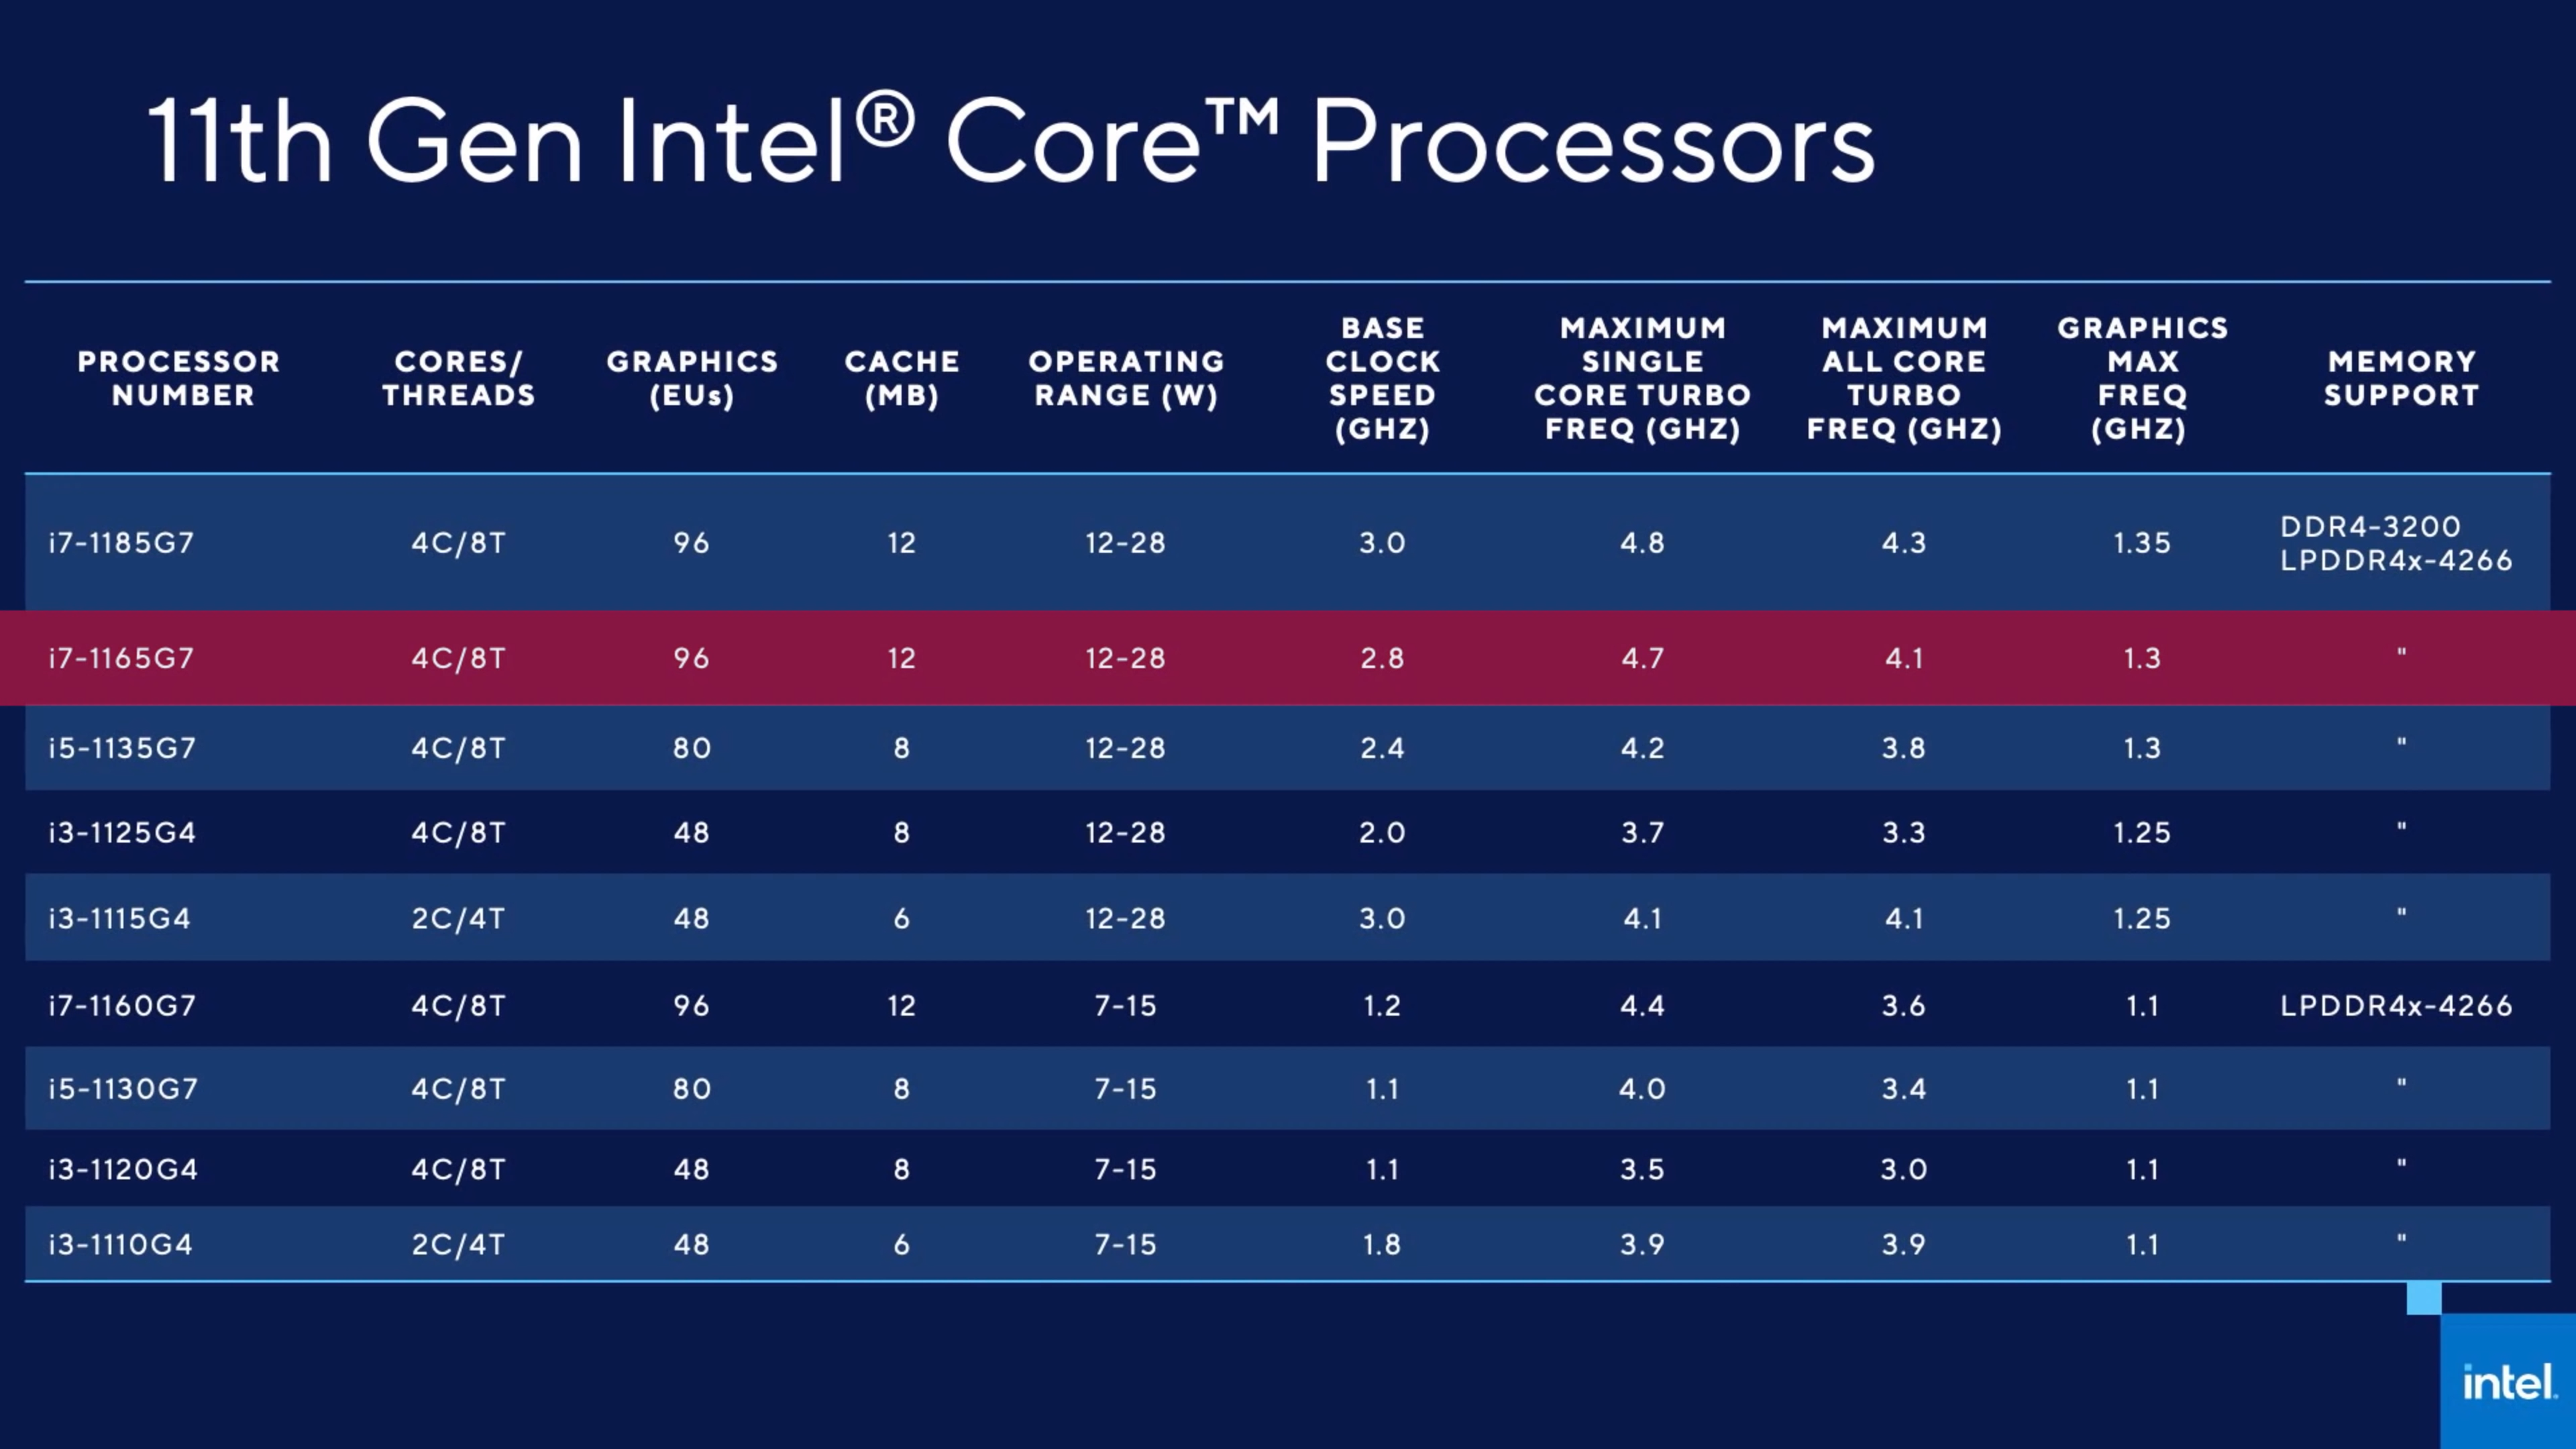 11th Gen Intel® Core™ Processors
PROCESSOR NUMBER CORES/ THREADS GRAPHICS (EUs) CACHE (MB) OPERATING RANGE (W) BASE CLOCK SPEED (GHZ) MAXIMUM SINGLE CORE TURBO FREQ (GHZ) MAXIMUM ALL CORE TURBO FREQ (GHZ) GRAPHICS MAX FREQ (GHZ) MEMORY SUPPORT
i7-1185G7 4C/8T 96 12 12-28 3.0 4.8 4.3 1.35 DDR4-3200 LPDDR4x-4266
i7-1165G7 4C/8T 96 12 12-28 2.8 4.7 4.1 1.3 "
i5-1135G7 4C/8T 80 8 12-28 2.4 4.2 3.8 1.3 "
i3-1125G4 4C/8T 48 8 12-28 2.0 3.7 3.3 1.25 "
i3-1115G4 2C/4T 48 6 12-28 3.0 4.1 4.1 1.25 "
i7-1160G7 4C/8T 96 12 7-15 1.2 4.4 3.6 1.1 LPDDR4x-4266
i5-1130G7 4C/8T 80 8 7-15 1.1 4.0 3.4 1.1 "
i3-1120G4 4C/8T 48 8 7-15 1.1 3.5 3.0 1.1 "
i3-1110G4 2C/4T 48 6 7-15 1.8 3.9 3.9 1.1 "
intel.